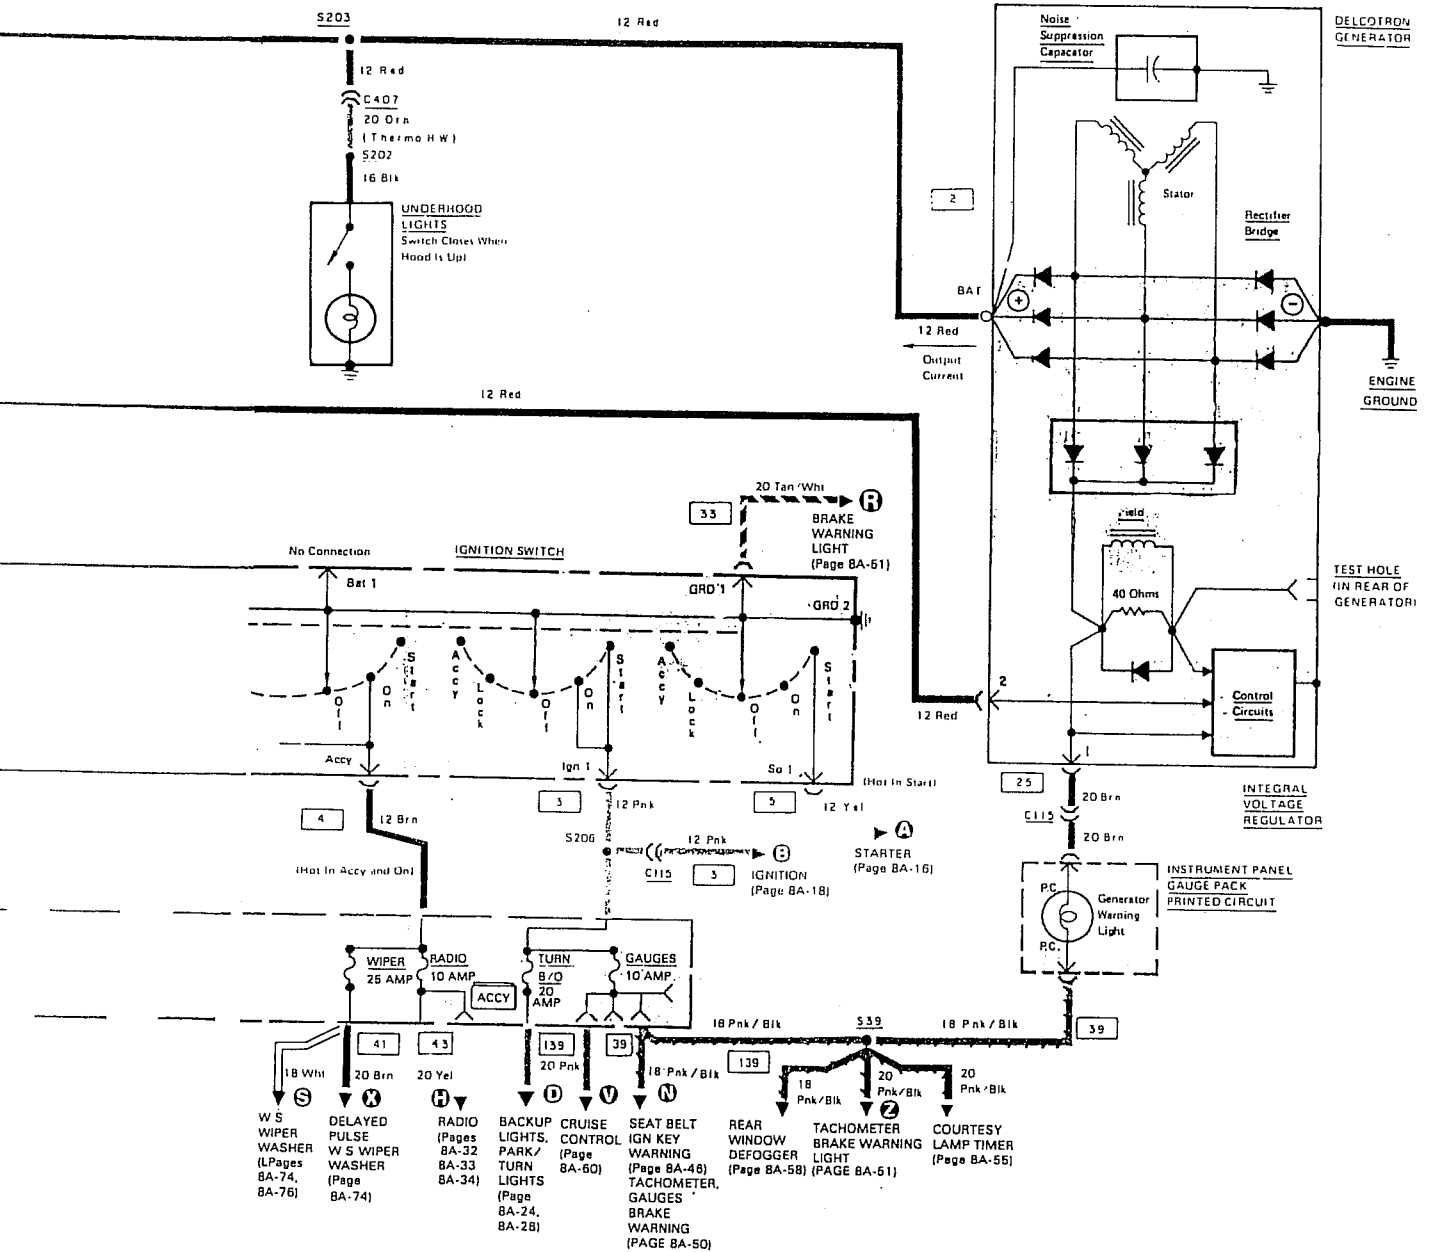 S203
12 Red
DELCOTRON
GENERATOR
Noise
Suppression
Capacator
12 Red
C407
20 Orn
(Thermo H W)
S202
16 Blk
UNDERHOOD
LIGHTS
Switch Closes When
Hood Is Up)
2
Stator
Rectifier
Bridge
BAT
+
−
12 Red
Output
Current
ENGINE
GROUND
12 Red
20 Tan/Wht
R
33
BRAKE
WARNING
LIGHT
(Page 8A-61)
Field
No Connection
IGNITION SWITCH
Bat 1
GRD 1
GRD 2
40 Ohms
TEST HOLE
(IN REAR OF
GENERATOR)
Off
On
Start
Accy
Lock
Off
On
Start
Accy
Lock
Off
On
Start
2
12 Red
Control
Circuits
Accy
Ign 1
So 1
(Hot In Start)
1
25
20 Brn
C115
20 Brn
INTEGRAL
VOLTAGE
REGULATOR
4
12 Brn
3
12 Pnk
5
12 Yel
S206
12 Pnk
B
C115
3
IGNITION
(Page 8A-18)
A
STARTER
(Page 8A-16)
(Hot In Accy and On)
P.C.
Generator
Warning
Light
P.C.
INSTRUMENT PANEL
GAUGE PACK
PRINTED CIRCUIT
WIPER
25 AMP
RADIO
10 AMP
ACCY
TURN
B/O
20
AMP
GAUGES
10 AMP
41
43
139
39
18 Pnk/Blk
S39
18 Pnk/Blk
39
139
18 Wht
20 Brn
20 Yel
20 Pnk
18 Pnk/Blk
18
Pnk/Blk
20
Pnk/Blk
20
Pnk/Blk
S
X
H
D
V
N
Z
W S
WIPER
WASHER
(LPages
8A-74,
8A-76)
DELAYED
PULSE
W S WIPER
WASHER
(Page
8A-74)
RADIO
(Pages
8A-32
8A-33
8A-34)
BACKUP
LIGHTS,
PARK/
TURN
LIGHTS
(Page
8A-24,
8A-28)
CRUISE
CONTROL
(Page
8A-60)
SEAT BELT
IGN KEY
WARNING
(Page 8A-46)
TACHOMETER,
GAUGES
BRAKE
WARNING
(PAGE 8A-50)
REAR
WINDOW
DEFOGGER
(Page 8A-58)
TACHOMETER
BRAKE WARNING
LIGHT
(PAGE 8A-51)
COURTESY
LAMP TIMER
(Page 8A-55)